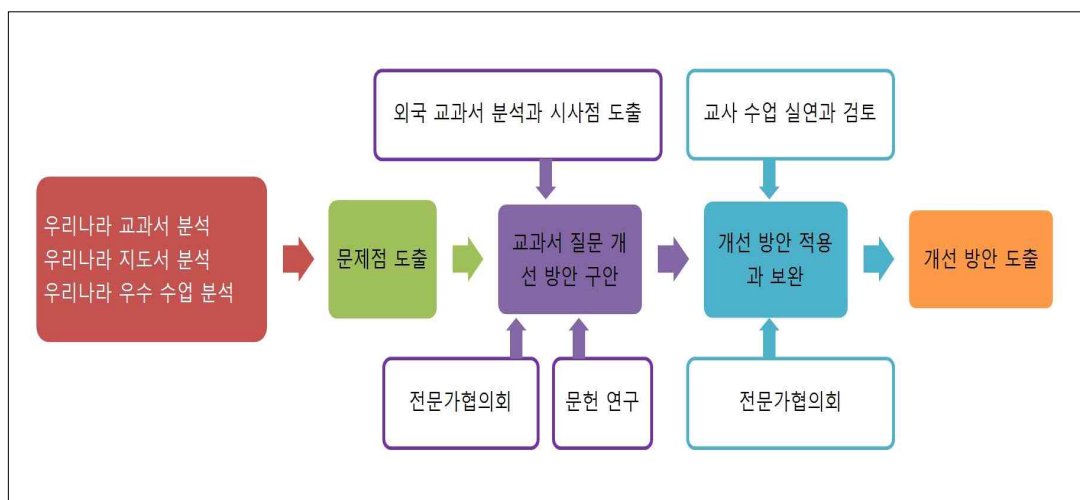 외국 교과서 분석과 시사점 도출
교사 수업 실연과 검토
우리나라 교과서 분석
우리나라 지도서 분석
우리나라 우수 수업 분석
문제점 도출
교과서 질문 개
선 방안 구안
개선 방안 적용
과 보완
개선 방안 도출
전문가협의회
문헌 연구
전문가협의회